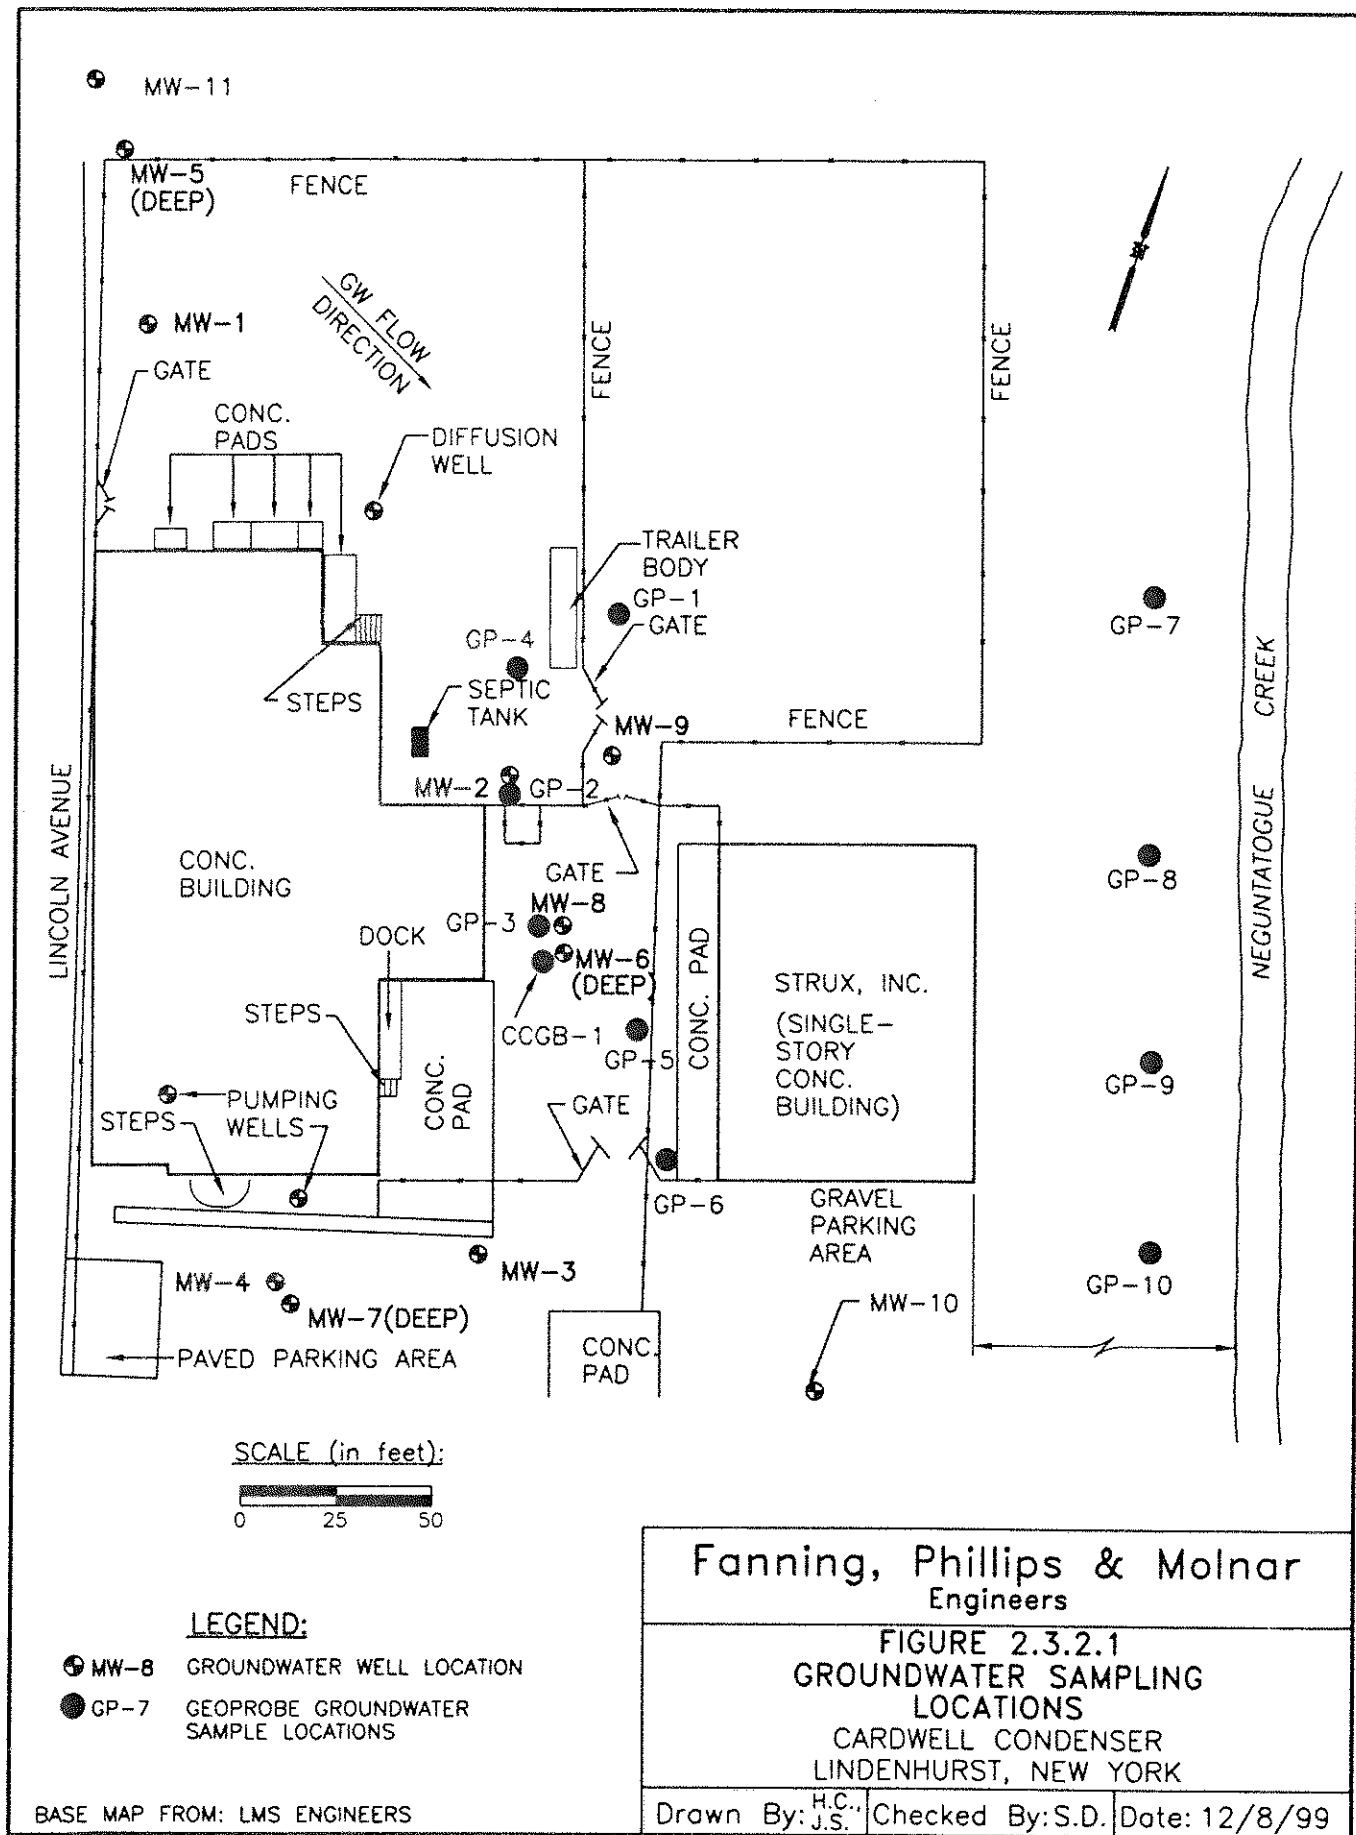 MW-11
MW-5
(DEEP)
FENCE
GW FLOW
DIRECTION
MW-1
GATE
CONC.
PADS
DIFFUSION
WELL
FENCE
FENCE
TRAILER
BODY
GP-1
GATE
GP-4
SEPTIC
TANK
STEPS
MW-9
FENCE
MW-2
GP-2
GATE
GP-7
GP-8
GP-9
GP-10
NEGUNTATOGUE CREEK
LINCOLN AVENUE
CONC.
BUILDING
GP-3
MW-8
MW-6
(DEEP)
DOCK
STEPS
CCGB-1
GP-5
CONC. PAD
STRUX, INC.
(SINGLE-
STORY
CONC.
BUILDING)
CONC.
PAD
PUMPING
WELLS
STEPS
GATE
GP-6
GRAVEL
PARKING
AREA
MW-3
MW-4
MW-7(DEEP)
MW-10
PAVED PARKING AREA
CONC.
PAD
SCALE (in feet):
0 25 50
LEGEND:
MW-8 GROUNDWATER WELL LOCATION
GP-7 GEOPROBE GROUNDWATER
SAMPLE LOCATIONS
BASE MAP FROM: LMS ENGINEERS
Fanning, Phillips & Molnar
Engineers
FIGURE 2.3.2.1
GROUNDWATER SAMPLING
LOCATIONS
CARDWELL CONDENSER
LINDENHURST, NEW YORK
Drawn By: H.C., J.S. Checked By: S.D. Date: 12/8/99